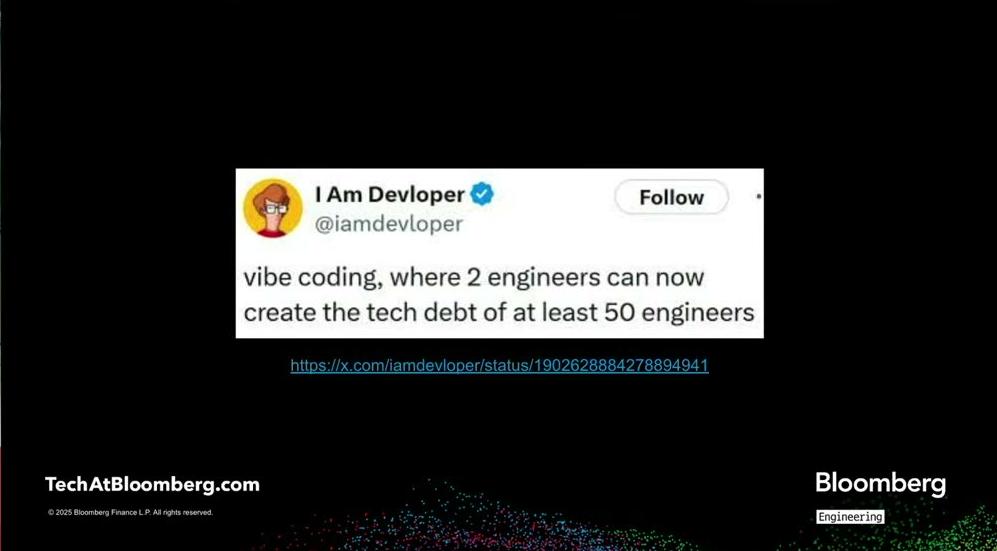 I Am Devloper
Follow
@iamdevloper
vibe coding, where 2 engineers can now
create the tech debt of at least 50 engineers
https://x.com/iamdevloper/status/1902628884278894941
TechAtBloomberg.com
© 2025 Bloomberg Finance L.P. All rights reserved.
Bloomberg
Engineering